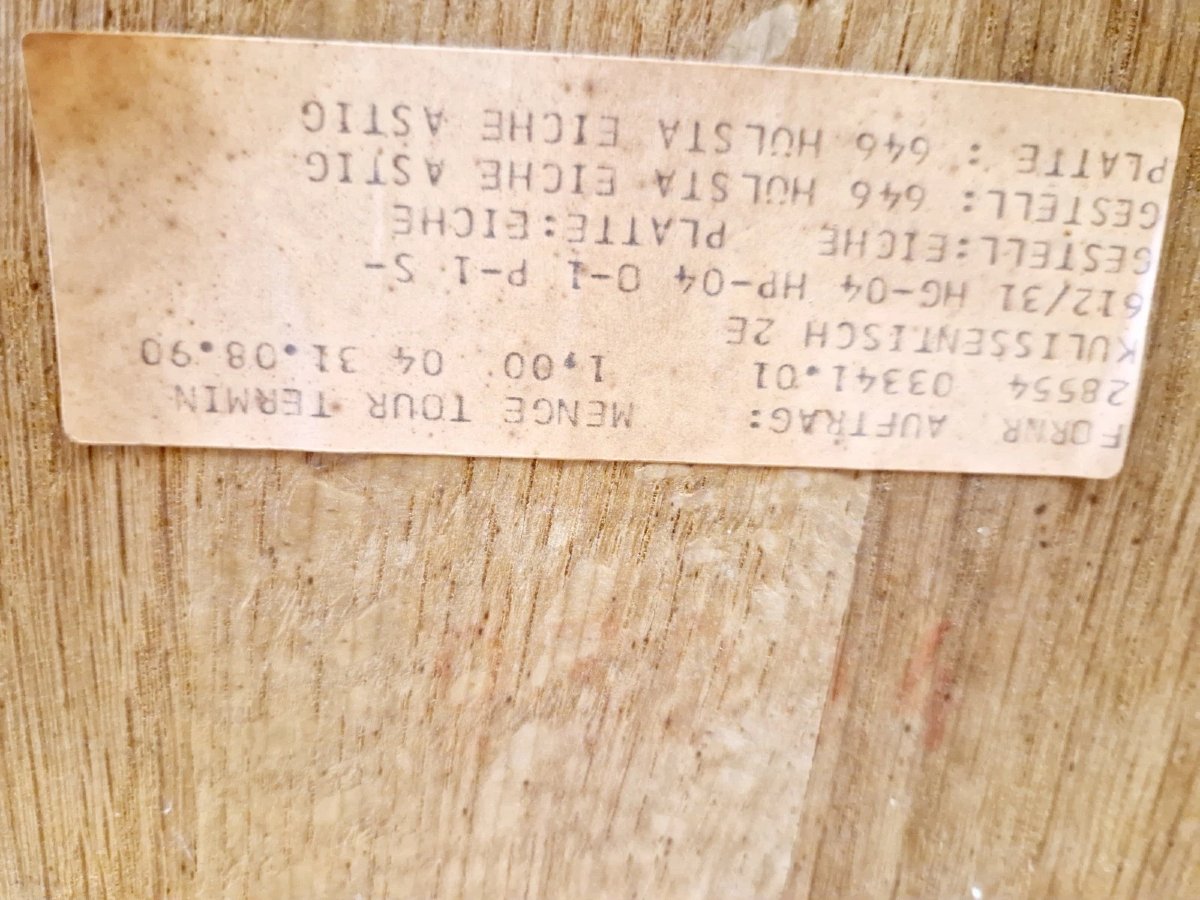 FORNR AUFTRAG: MENGE TOUR TERMIN
28554 03341.01 1,00 04 31.08.90
KULISSENTISCH 2E
612/31 HG-04 HP-04 O-1 P-1 S-
GESTELL:EICHE PLATTE:EICHE
GESTELL: 646 HÜLSTA EICHE ASTIG
PLATTE : 646 HÜLSTA EICHE ASTIG